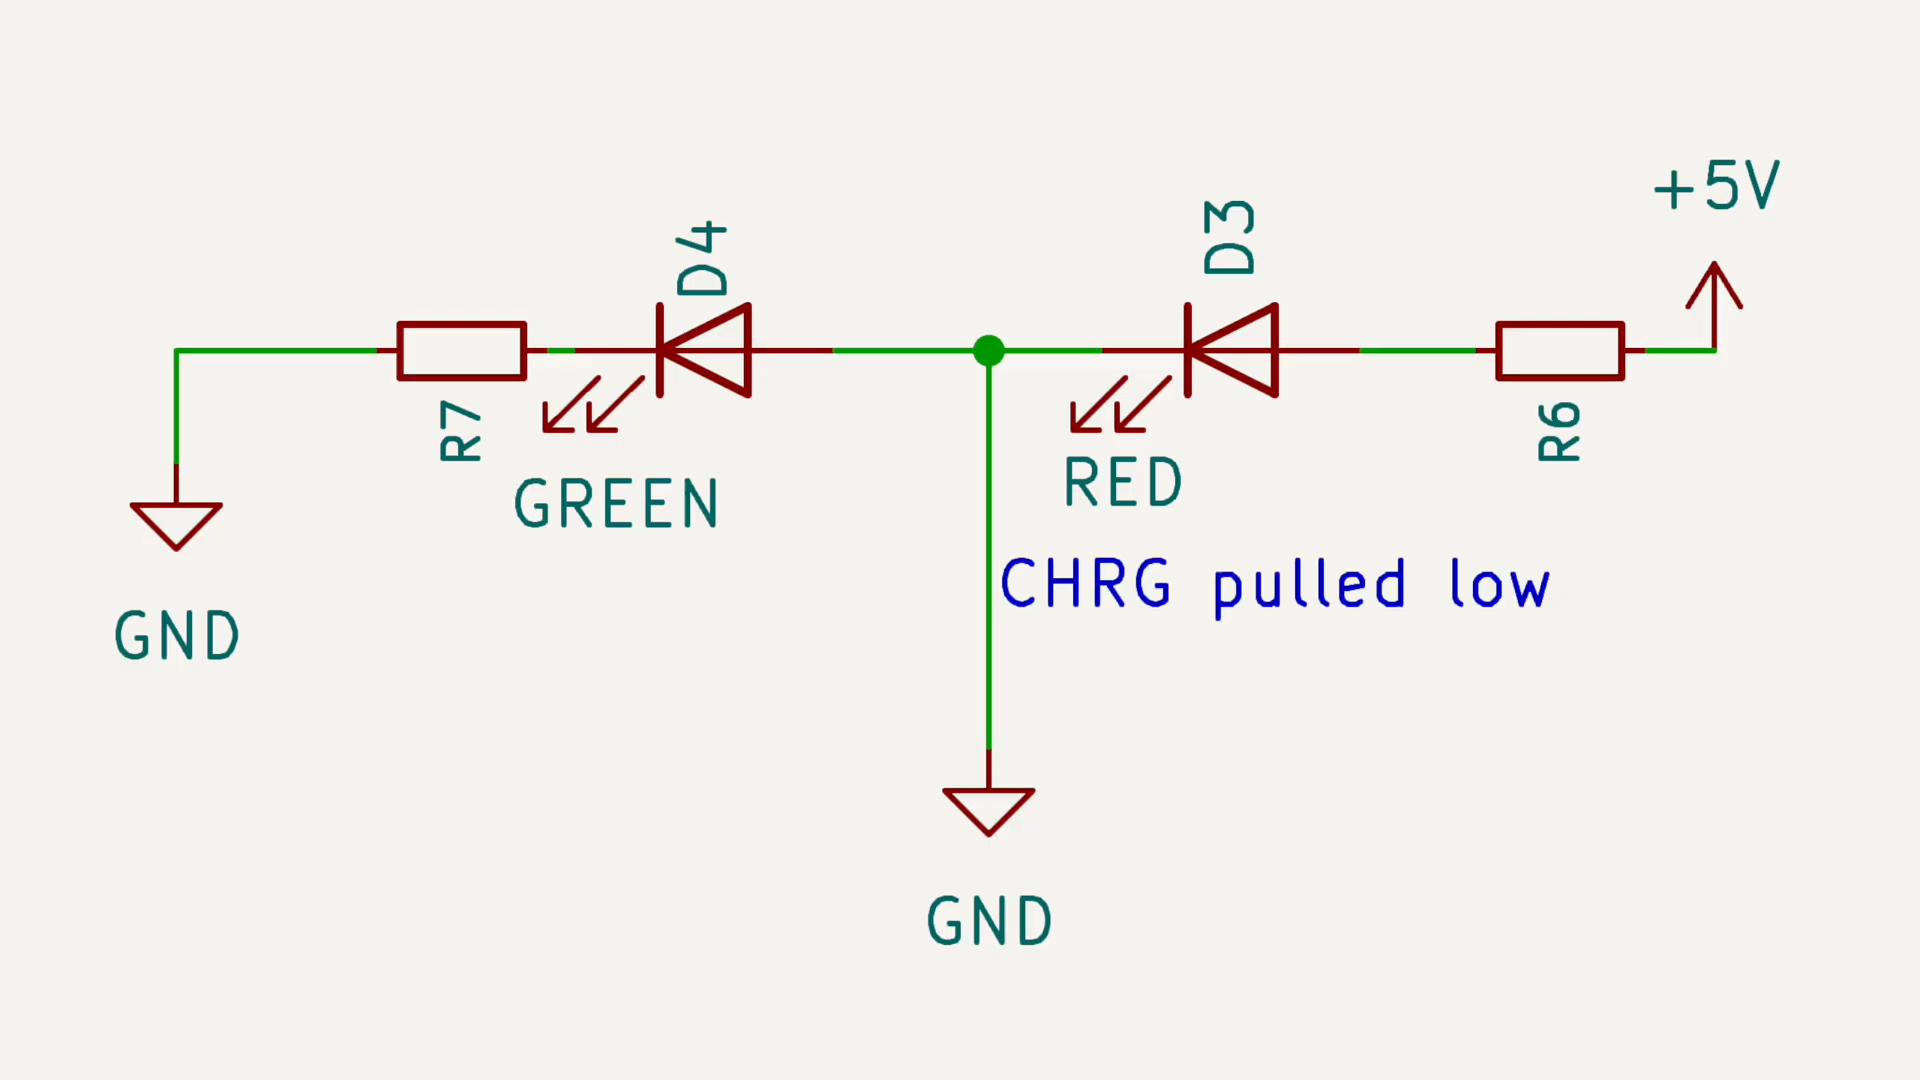 +5V
D4
D3
R7
R6
GREEN
RED
CHRG pulled low
GND
GND